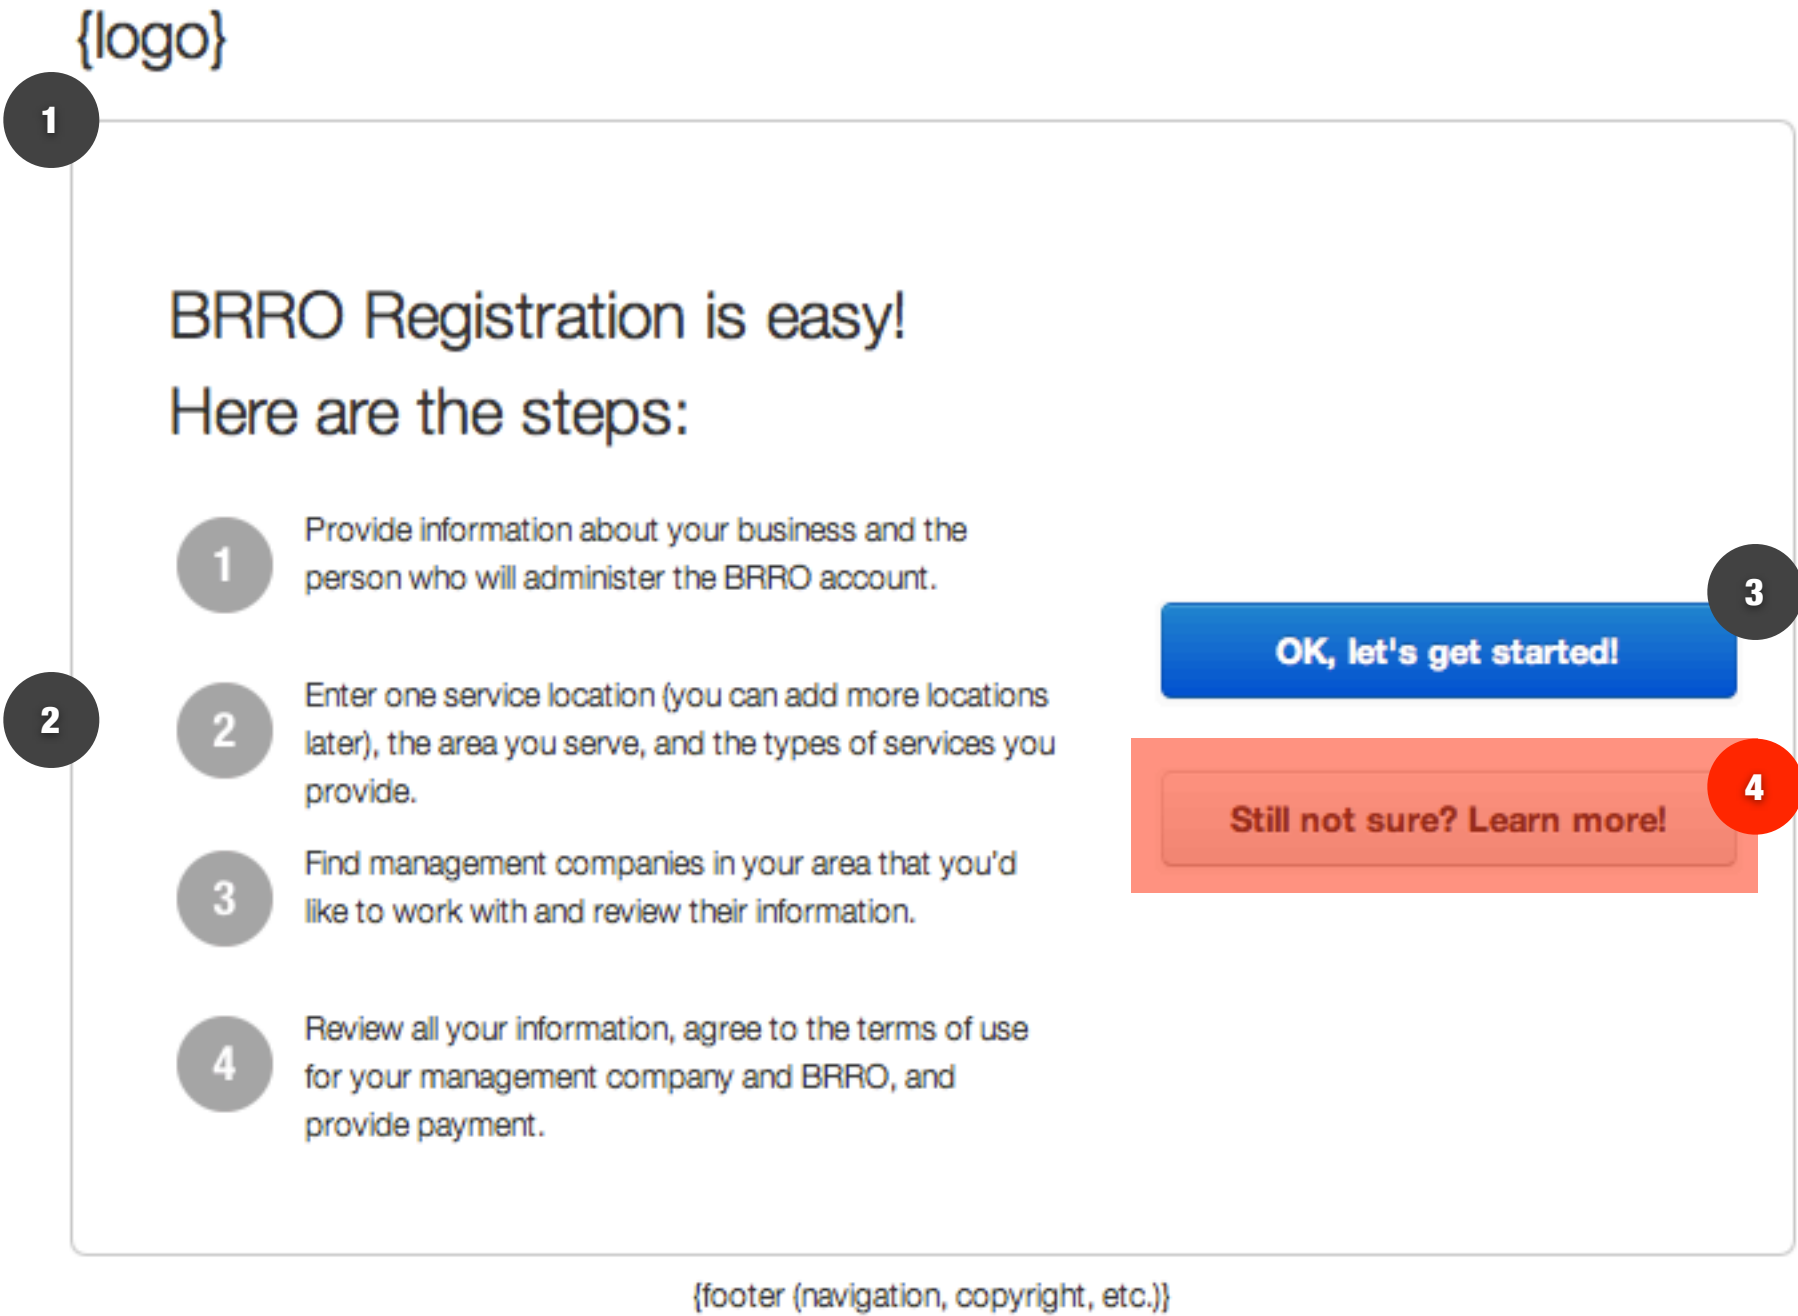 {logo}
1
BRRO Registration is easy!
Here are the steps:
1
Provide information about your business and the
person who will administer the BRRO account.
3
OK, let's get started!
2
2
Enter one service location (you can add more locations
later), the area you serve, and the types of services you
provide.
4
Still not sure? Learn more!
3
Find management companies in your area that you'd
like to work with and review their information.
4
Review all your information, agree to the terms of use
for your management company and BRRO, and
provide payment.
{footer (navigation, copyright, etc.)}